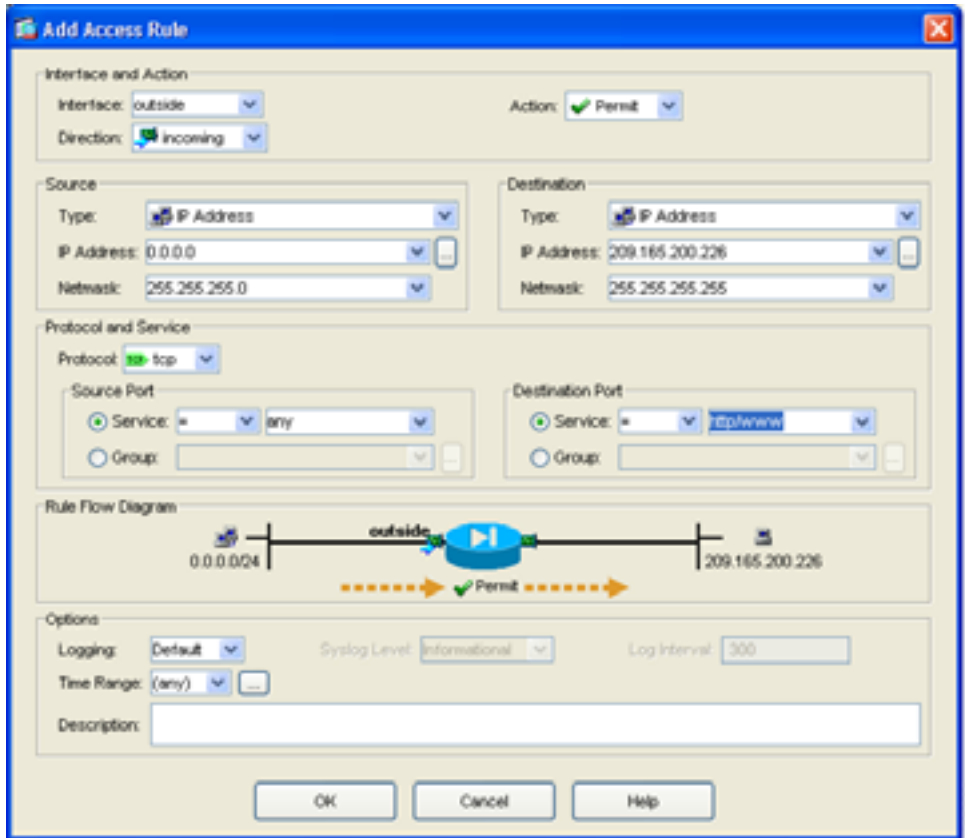 Add Access Rule
Interface and Action
Interface: outside
Action: Permit
Direction: incoming
Source
Type: IP Address
IP Address: 0.0.0.0 ...
Netmask: 255.255.255.0
Destination
Type: IP Address
IP Address: 209.165.200.226 ...
Netmask: 255.255.255.255
Protocol and Service
Protocol: TCP tcp
Source Port
Service: = any
Group: ...
Destination Port
Service: = http/www
Group: ...
Rule Flow Diagram
outside
0.0.0.0/24
209.165.200.226
Permit
Options
Logging: Default
Syslog Level: Informational
Log Interval: 300
Time Range: (any) ...
Description:
OK
Cancel
Help